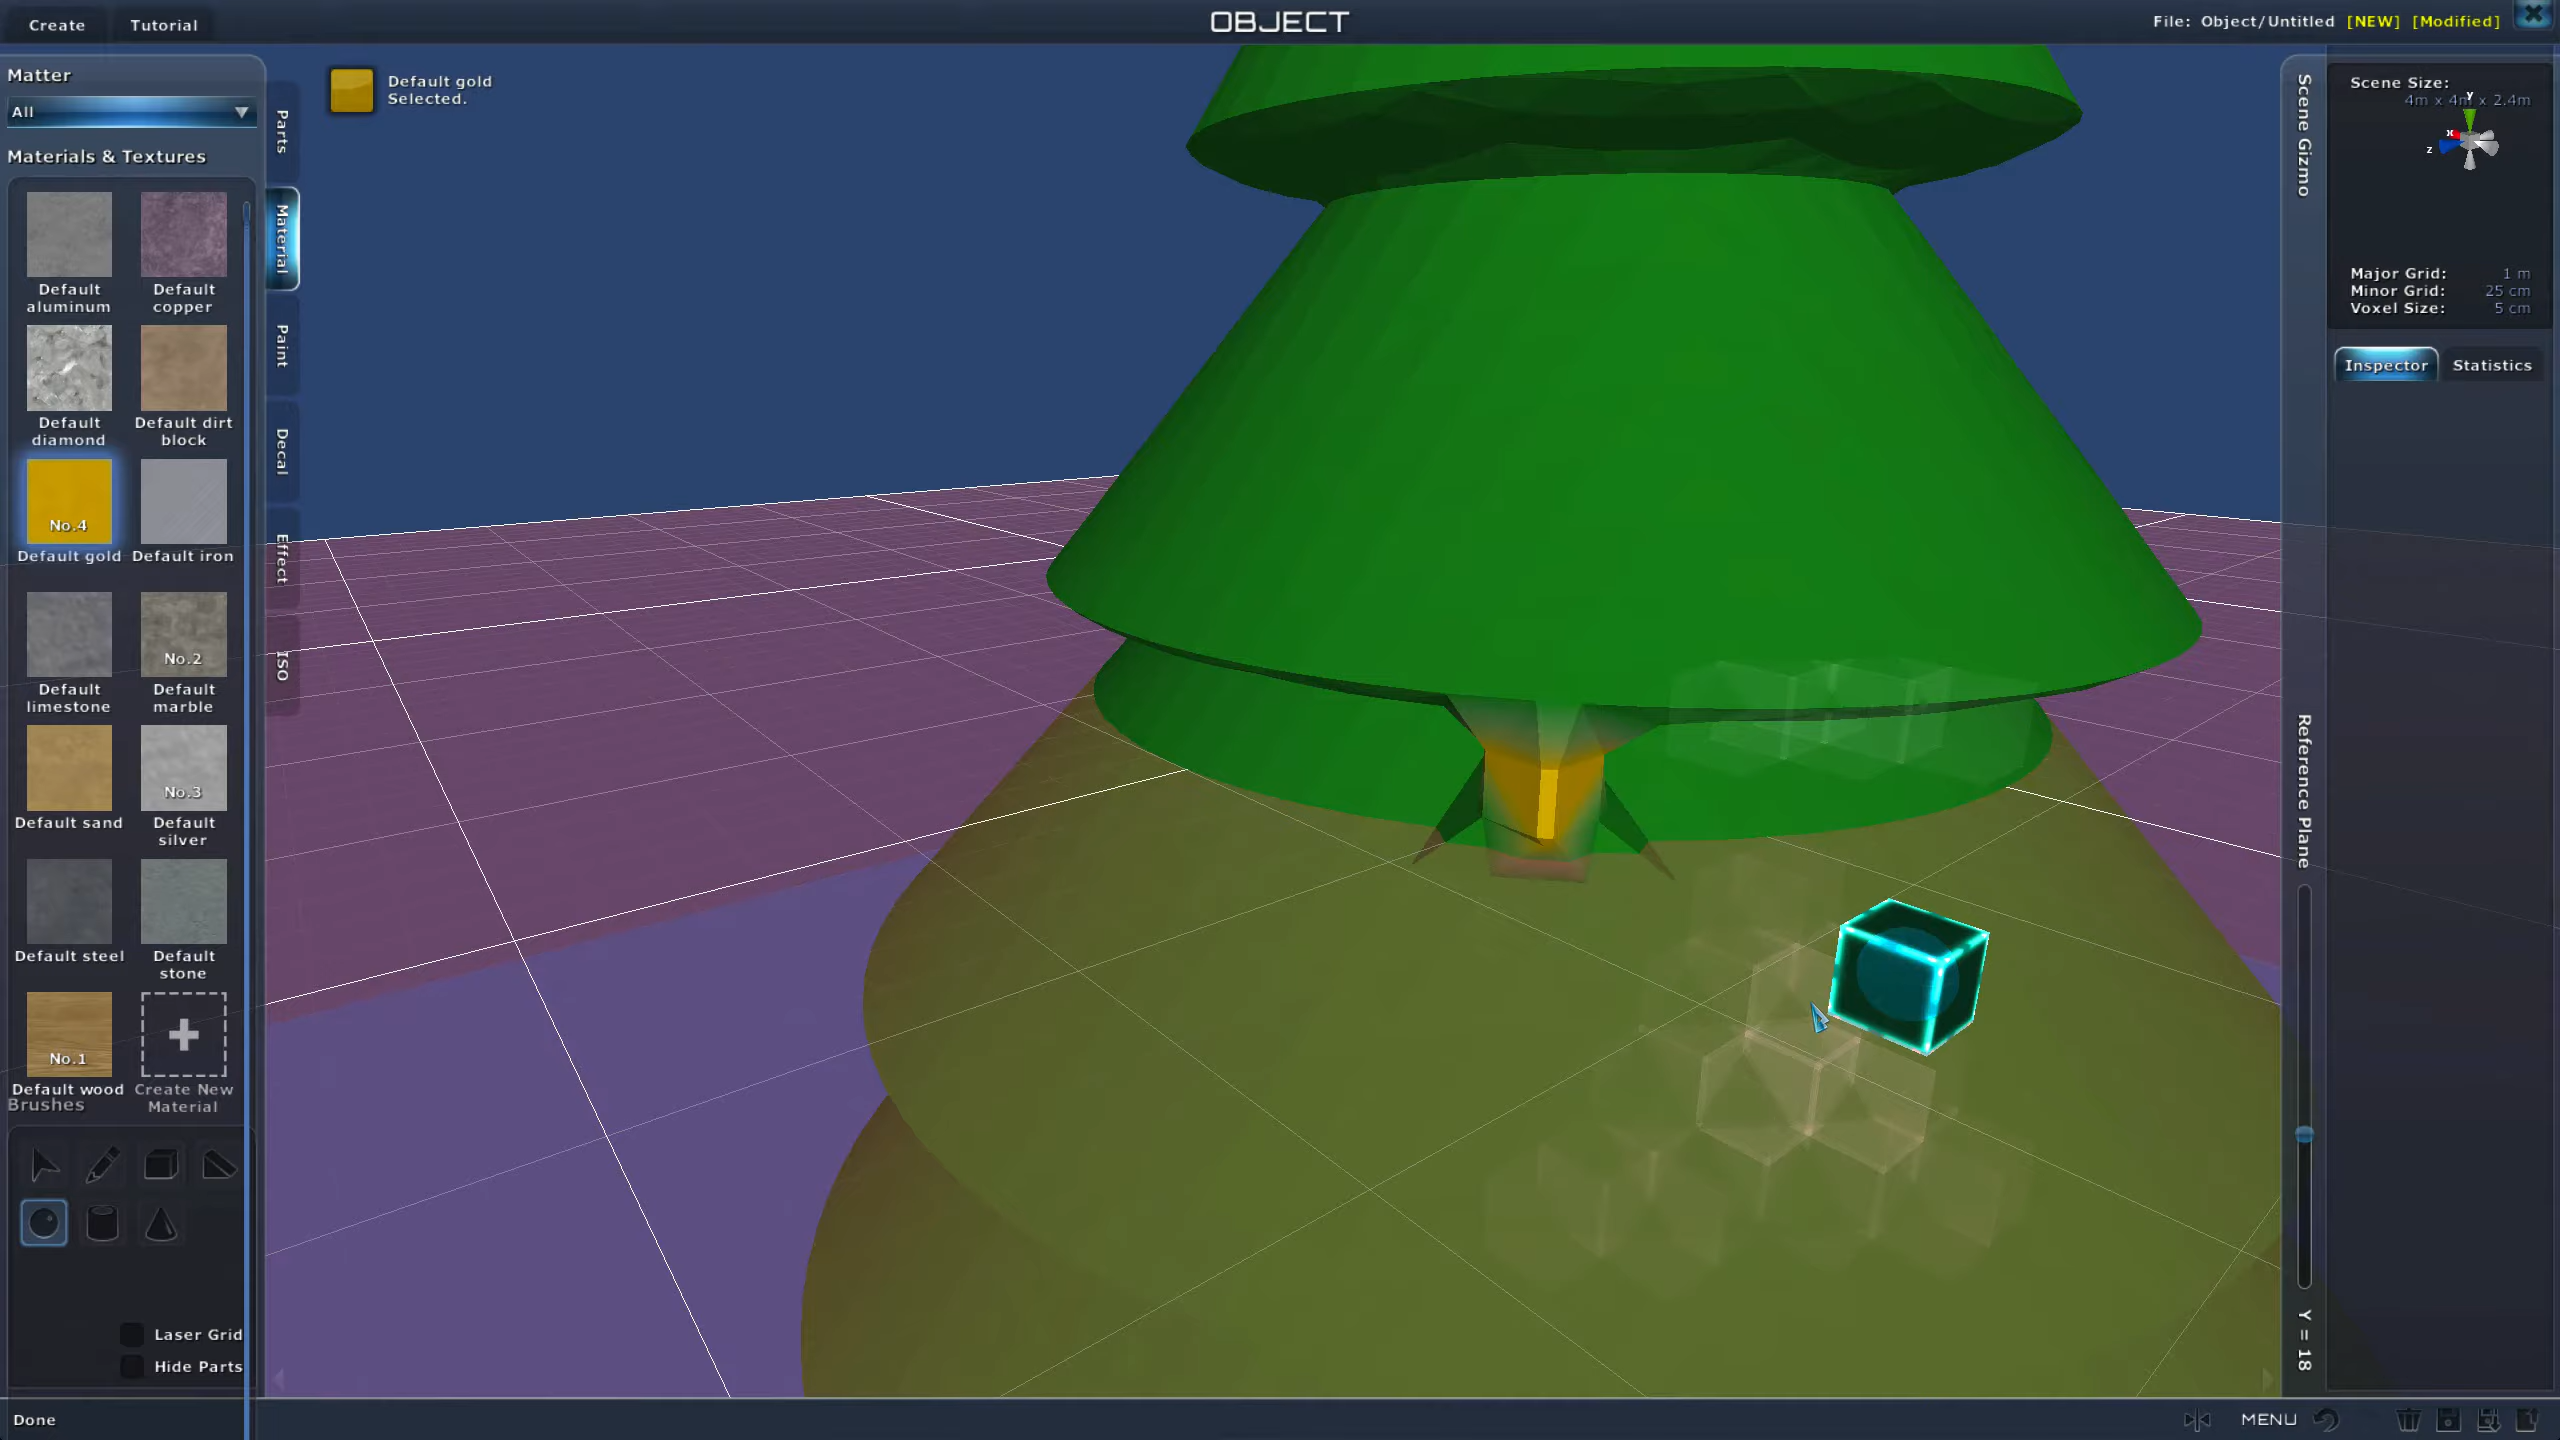 Create
Tutorial
OBJECT
File: Object/Untitled [NEW] [Modified]
Matter
All
Materials & Textures
Default aluminum
Default copper
Default diamond
Default dirt block
No.4
Default gold
Default iron
Default limestone
No.2
Default marble
Default sand
No.3
Default silver
Default steel
Default stone
No.1
Default wood
Create New Material
Brushes
Laser Grid
Hide Parts
Done
Parts
Material
Paint
Decal
Effect
ISO
Default gold
Selected.
Scene Gizmo
Reference Plane
Y = 18
Scene Size:
4m x 4m x 2.4m
Y
X
Z
Major Grid: 1 m
Minor Grid: 25 cm
Voxel Size: 5 cm
Inspector
Statistics
MENU